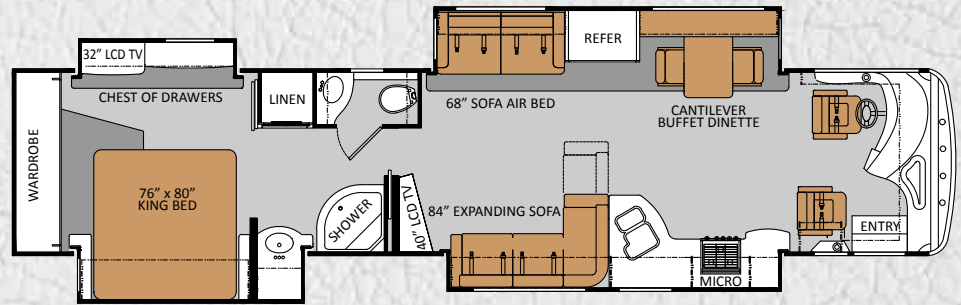 32” LCD TV
CHEST OF DRAWERS
WARDROBE
76” x 80”
KING BED
LINEN
SHOWER
40” LCD TV
68” SOFA AIR BED
REFER
CANTILEVER
BUFFET DINETTE
84” EXPANDING SOFA
MICRO
ENTRY